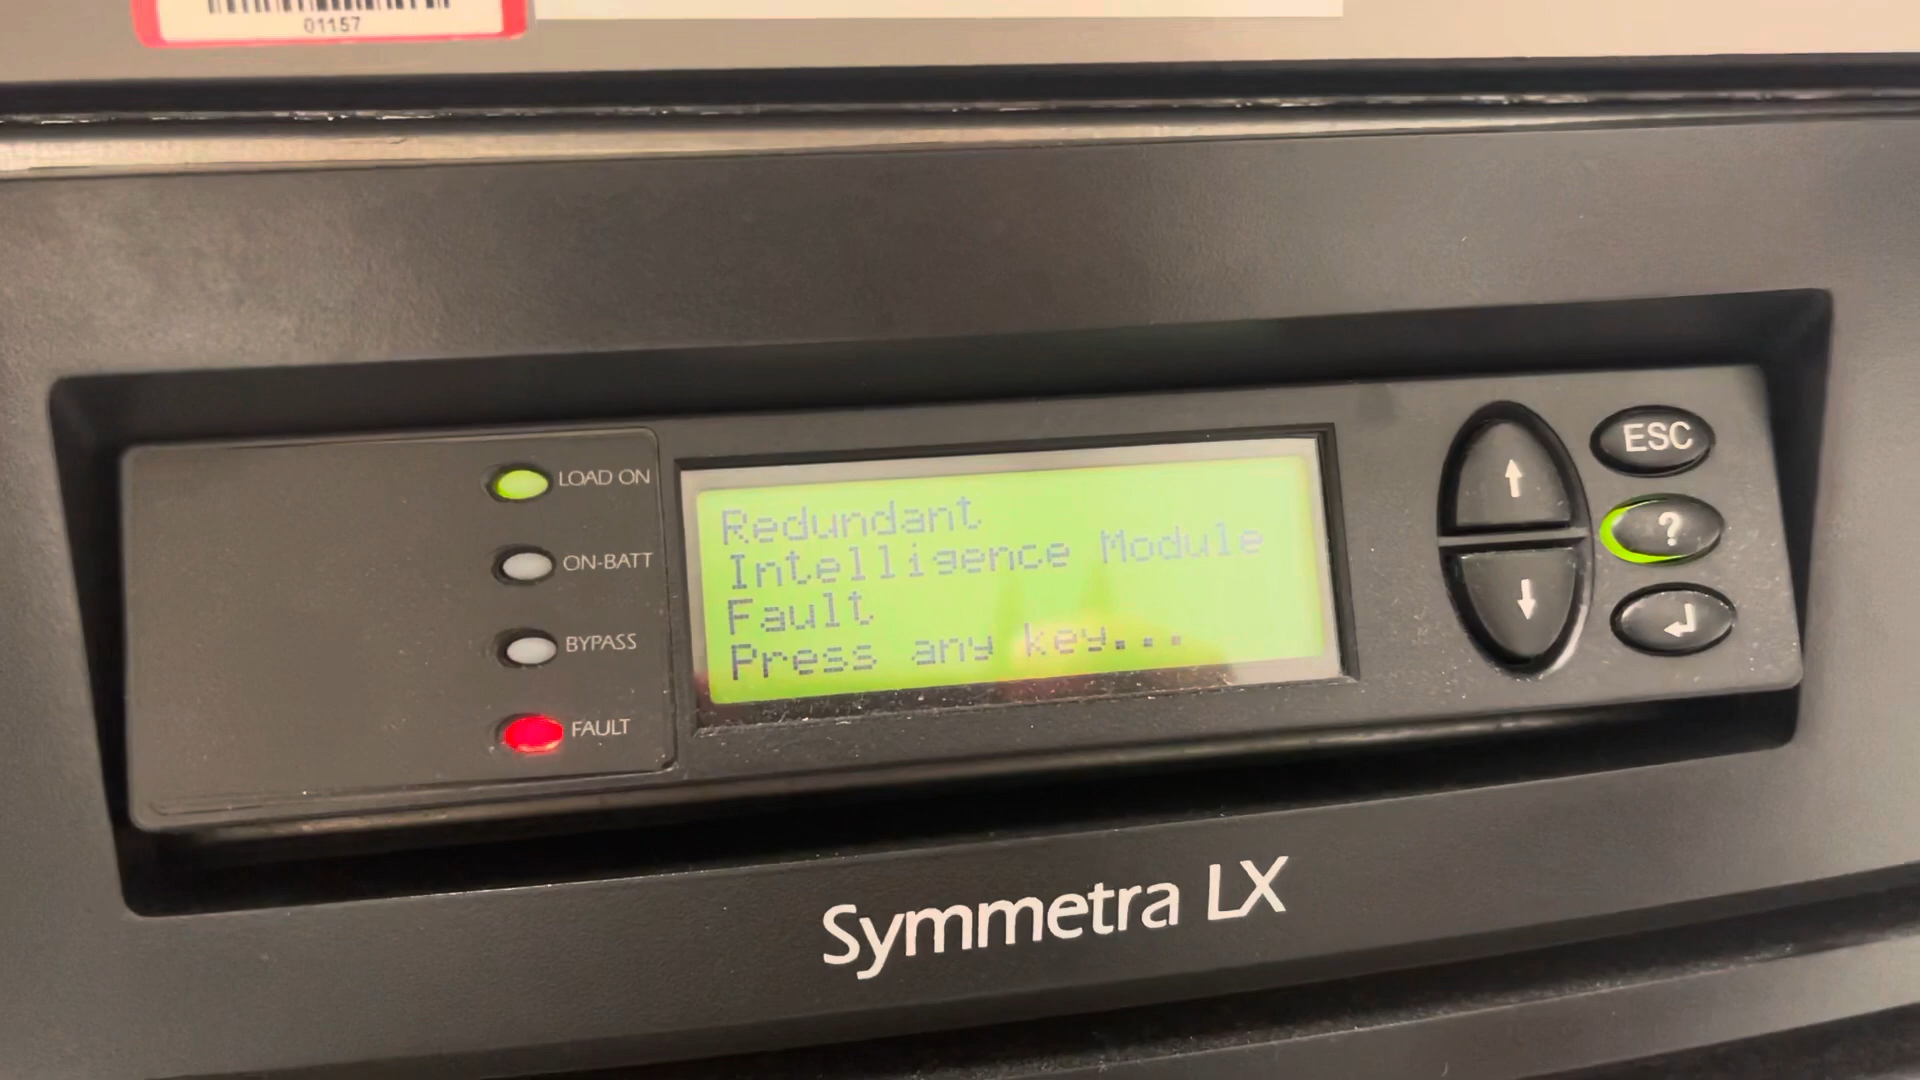 01157
LOAD ON
ON-BATT
BYPASS
FAULT
Redundant
Intelligence Module
Fault
Press any key...
ESC
?
Symmetra LX